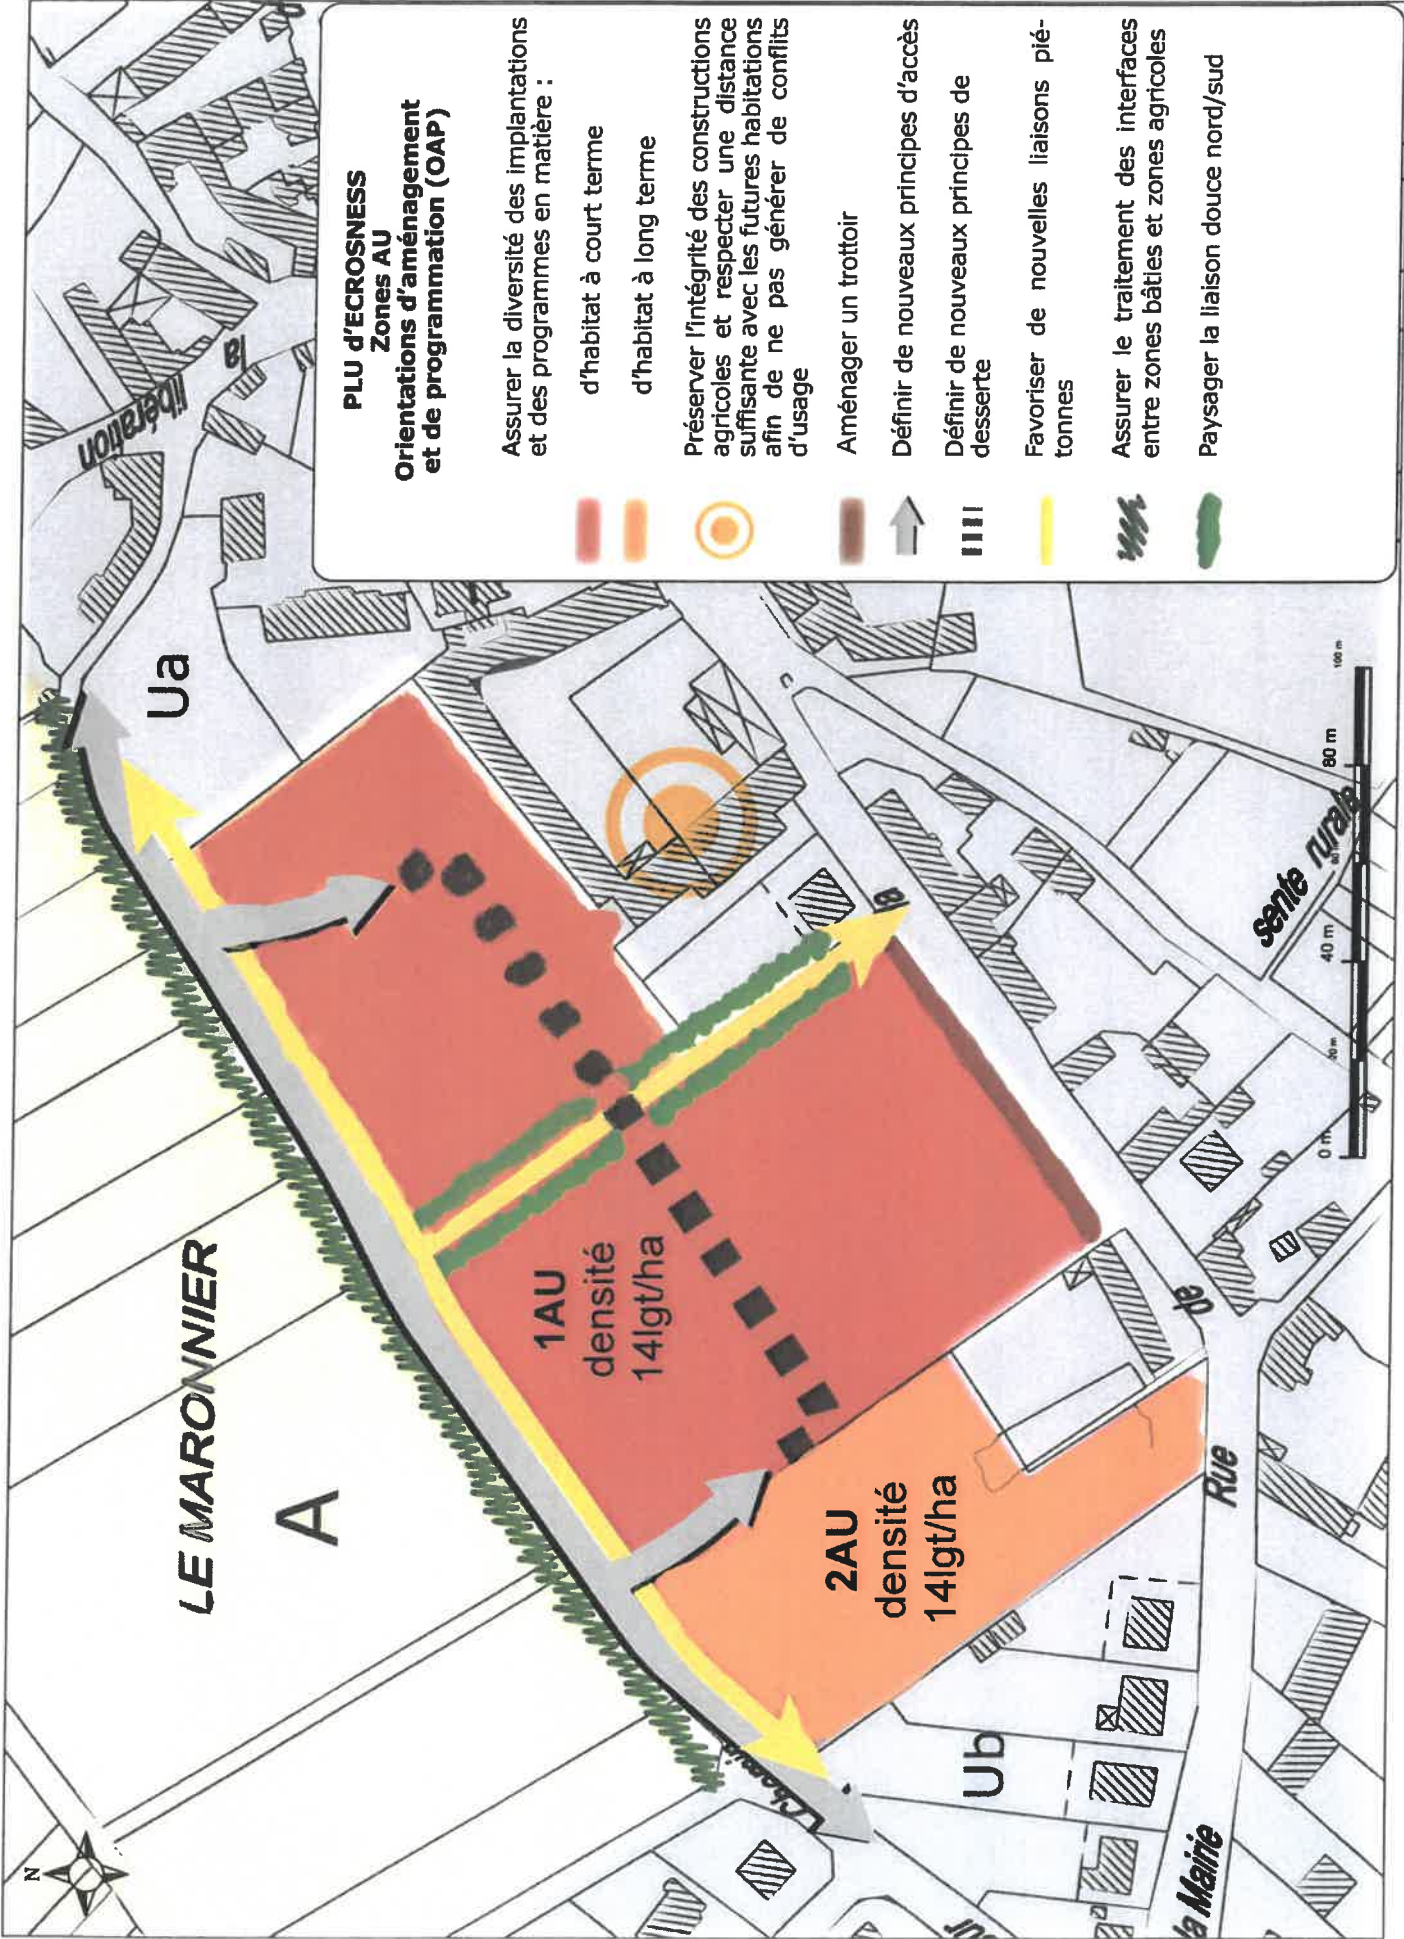 PLU d'ECROSNESS
Zones AU
Orientations d'aménagement
et de programmation (OAP)
Assurer la diversité des implantations
et des programmes en matière :
d'habitat à court terme
d'habitat à long terme
Préserver l'intégrité des constructions
agricoles et respecter une distance
suffisante avec les futures habitations
afin de ne pas générer de conflits
d'usage
Aménager un trottoir
Définir de nouveaux principes d'accès
Définir de nouveaux principes de
desserte
Favoriser de nouvelles liaisons pié-
tonnes
Assurer le traitement des interfaces
entre zones bâties et zones agricoles
Paysager la liaison douce nord/sud
N
LE MARONNIER
A
Ua
la
libération
1AU
densité
14lgt/ha
2AU
densité
14lgt/ha
Ub
Chemin
Rue
de
la
la Mairie
sente rurale
0 m
20 m
40 m
80 m
100 m